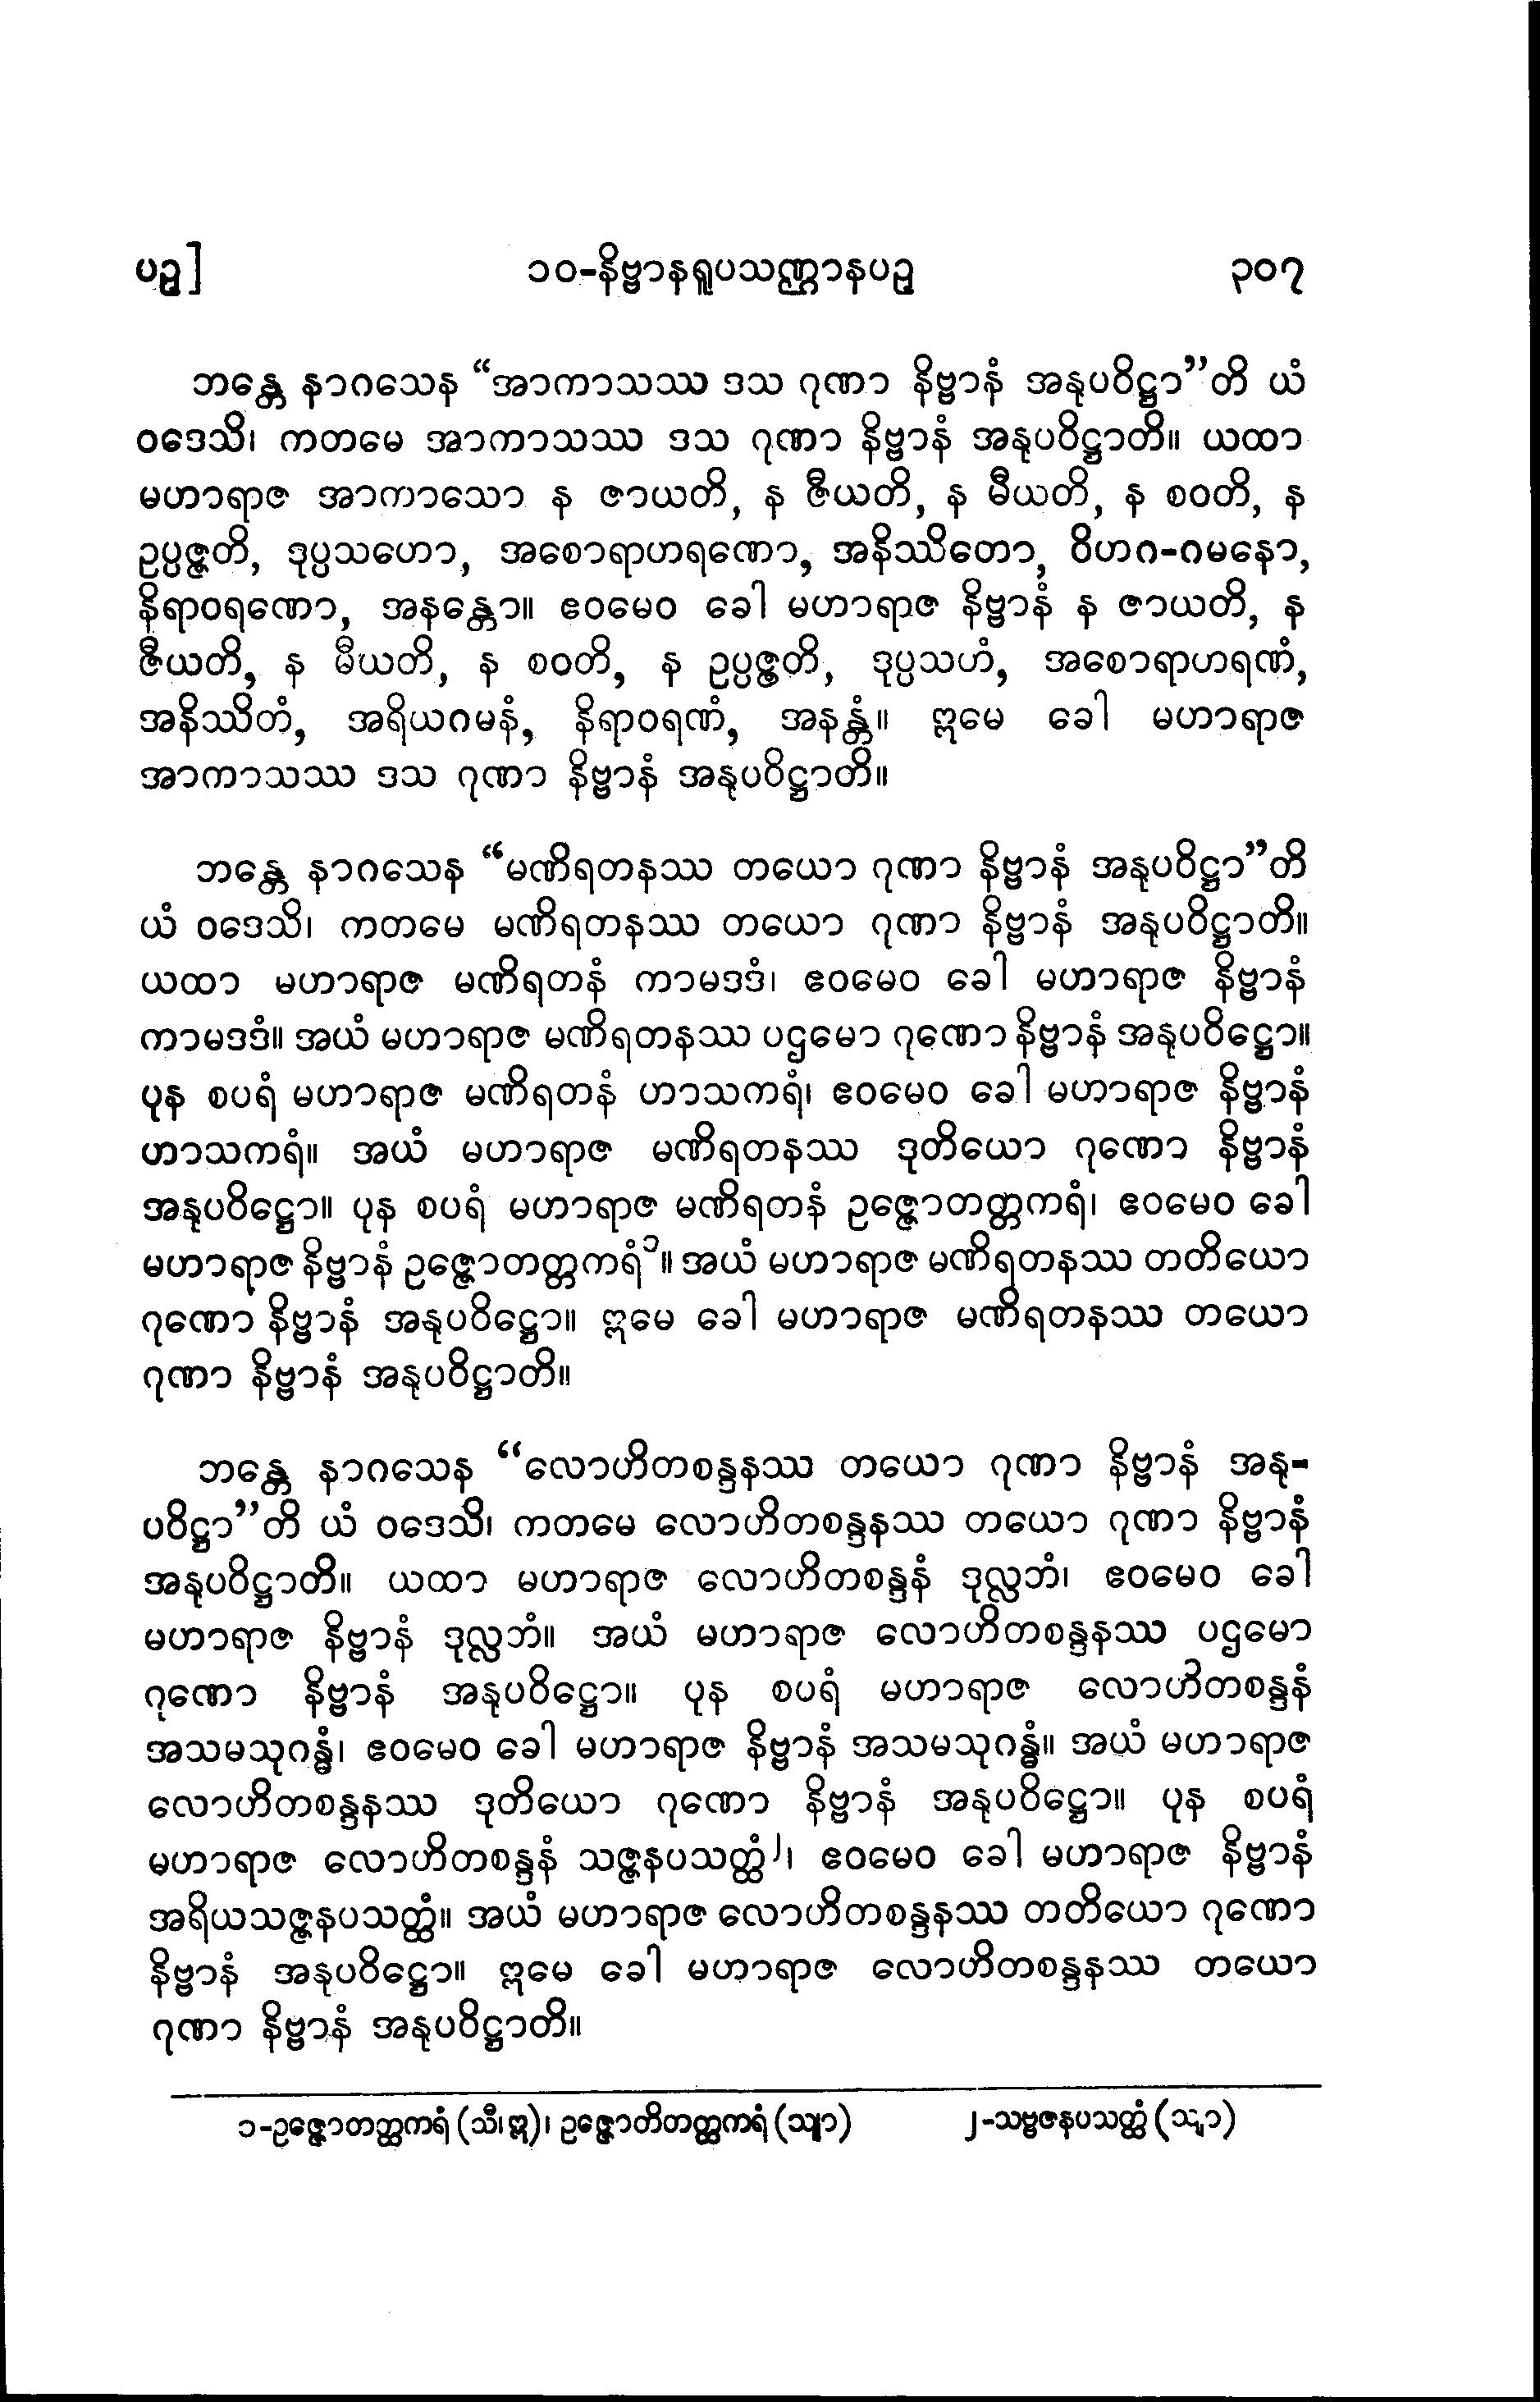 ပဥှ] ၁၀-နိဗ္ဗာနရူပသဏ္ဌာနပဥှ ၃၀၇
ဘန္တေ နာဂသေန “အာကာသဿ ဒသ ဂုဏာ နိဗ္ဗာနံ အနုပဝိဋ္ဌာ”တိ ယံ
ဝဒေသိ၊ ကတမေ အာကာသဿ ဒသ ဂုဏာ နိဗ္ဗာနံ အနုပဝိဋ္ဌာတိ။ ယထာ
မဟာရာဇ အာကာသော န ဇာယတိ, န ဇီယတိ, န မီယတိ, န စဝတိ, န
ဥပ္ပဇ္ဇတိ, ဒုပ္ပသဟော, အစောရာဟရဏော, အနိဿိတော, ဝိဟဂ-ဂမနော,
နိရာဝရဏော, အနန္တော။ ဧဝမေဝ ခေါ မဟာရာဇ နိဗ္ဗာနံ န ဇာယတိ, န
ဇီယတိ, န မီယတိ, န စဝတိ, န ဥပ္ပဇ္ဇတိ, ဒုပ္ပသဟံ, အစောရာဟရဏံ,
အနိဿိတံ, အရိယဂမနံ, နိရာဝရဏံ, အနန္တံ။ ဣမေ ခေါ မဟာရာဇ
အာကာသဿ ဒသ ဂုဏာ နိဗ္ဗာနံ အနုပဝိဋ္ဌာတိ။
ဘန္တေ နာဂသေန “မဏိရတနဿ တယော ဂုဏာ နိဗ္ဗာနံ အနုပဝိဋ္ဌာ”တိ
ယံ ဝဒေသိ၊ ကတမေ မဏိရတနဿ တယော ဂုဏာ နိဗ္ဗာနံ အနုပဝိဋ္ဌာတိ။
ယထာ မဟာရာဇ မဏိရတနံ ကာမဒဒံ၊ ဧဝမေဝ ခေါ မဟာရာဇ နိဗ္ဗာနံ
ကာမဒဒံ။ အယံ မဟာရာဇ မဏိရတနဿ ပဌမော ဂုဏော နိဗ္ဗာနံ အနုပဝိဋ္ဌော။
ပုန စပရံ မဟာရာဇ မဏိရတနံ ဟာသကရံ၊ ဧဝမေဝ ခေါ မဟာရာဇ နိဗ္ဗာနံ
ဟာသကရံ။ အယံ မဟာရာဇ မဏိရတနဿ ဒုတိယော ဂုဏော နိဗ္ဗာနံ
အနုပဝိဋ္ဌော။ ပုန စပရံ မဟာရာဇ မဏိရတနံ ဥဇ္ဇောတတ္တကရံ၊ ဧဝမေဝ ခေါ
မဟာရာဇ နိဗ္ဗာနံ ဥဇ္ဇောတတ္တကရံ၁။ အယံ မဟာရာဇ မဏိရတနဿ တတိယော
ဂုဏော နိဗ္ဗာနံ အနုပဝိဋ္ဌော။ ဣမေ ခေါ မဟာရာဇ မဏိရတနဿ တယော
ဂုဏာ နိဗ္ဗာနံ အနုပဝိဋ္ဌာတိ။
ဘန္တေ နာဂသေန “လောဟိတစန္ဒနဿ တယော ဂုဏာ နိဗ္ဗာနံ အနု-
ပဝိဋ္ဌာ”တိ ယံ ဝဒေသိ၊ ကတမေ လောဟိတစန္ဒနဿ တယော ဂုဏာ နိဗ္ဗာနံ
အနုပဝိဋ္ဌာတိ။ ယထာ မဟာရာဇ လောဟိတစန္ဒနံ ဒုလ္လဘံ၊ ဧဝမေဝ ခေါ
မဟာရာဇ နိဗ္ဗာနံ ဒုလ္လဘံ။ အယံ မဟာရာဇ လောဟိတစန္ဒနဿ ပဌမော
ဂုဏော နိဗ္ဗာနံ အနုပဝိဋ္ဌော။ ပုန စပရံ မဟာရာဇ လောဟိတစန္ဒနံ
အသမသုဂန္ဓံ၊ ဧဝမေဝ ခေါ မဟာရာဇ နိဗ္ဗာနံ အသမသုဂန္ဓံ။ အယံ မဟာရာဇ
လောဟိတစန္ဒနဿ ဒုတိယော ဂုဏော နိဗ္ဗာနံ အနုပဝိဋ္ဌော။ ပုန စပရံ
မဟာရာဇ လောဟိတစန္ဒနံ သဇ္ဇနပသတ္ထံ၂၊ ဧဝမေဝ ခေါ မဟာရာဇ နိဗ္ဗာနံ
အရိယသဇ္ဇနပသတ္ထံ။ အယံ မဟာရာဇ လောဟိတစန္ဒနဿ တတိယော ဂုဏော
နိဗ္ဗာနံ အနုပဝိဋ္ဌော။ ဣမေ ခေါ မဟာရာဇ လောဟိတစန္ဒနဿ တယော
ဂုဏာ နိဗ္ဗာနံ အနုပဝိဋ္ဌာတိ။
၁-ဥဇ္ဇောတတ္ထကရံ (သီ၊ ဣ)၊ ဥဇ္ဇောတိတတ္ထကရံ (သျာ) ၂-သဗ္ဗဇနပသတ္ထံ (သျာ)